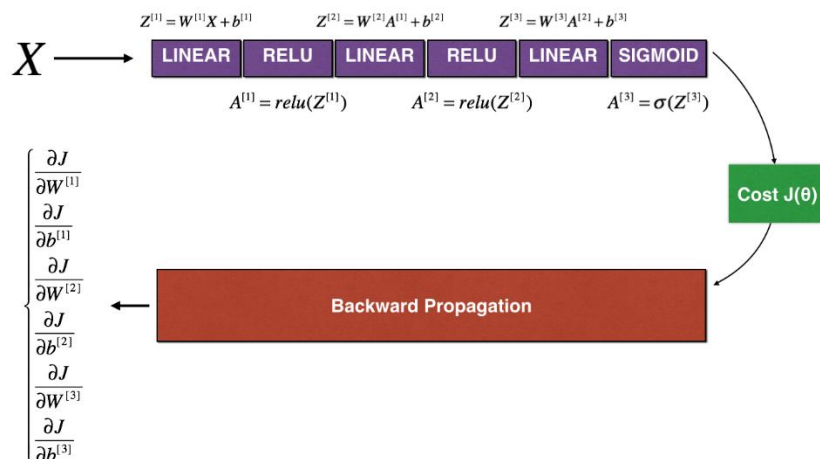 Z^[1] = W^[1]X + b^[1] Z^[2] = W^[2]A^[1] + b^[2] Z^[3] = W^[3]A^[2] + b^[3]
X LINEAR RELU LINEAR RELU LINEAR SIGMOID
A^[1] = relu(Z^[1]) A^[2] = relu(Z^[2]) A^[3] = σ(Z^[3])
Cost J(θ)
Backward Propagation
∂J/∂W^[1]
∂J/∂b^[1]
∂J/∂W^[2]
∂J/∂b^[2]
∂J/∂W^[3]
∂J/∂b^[3]